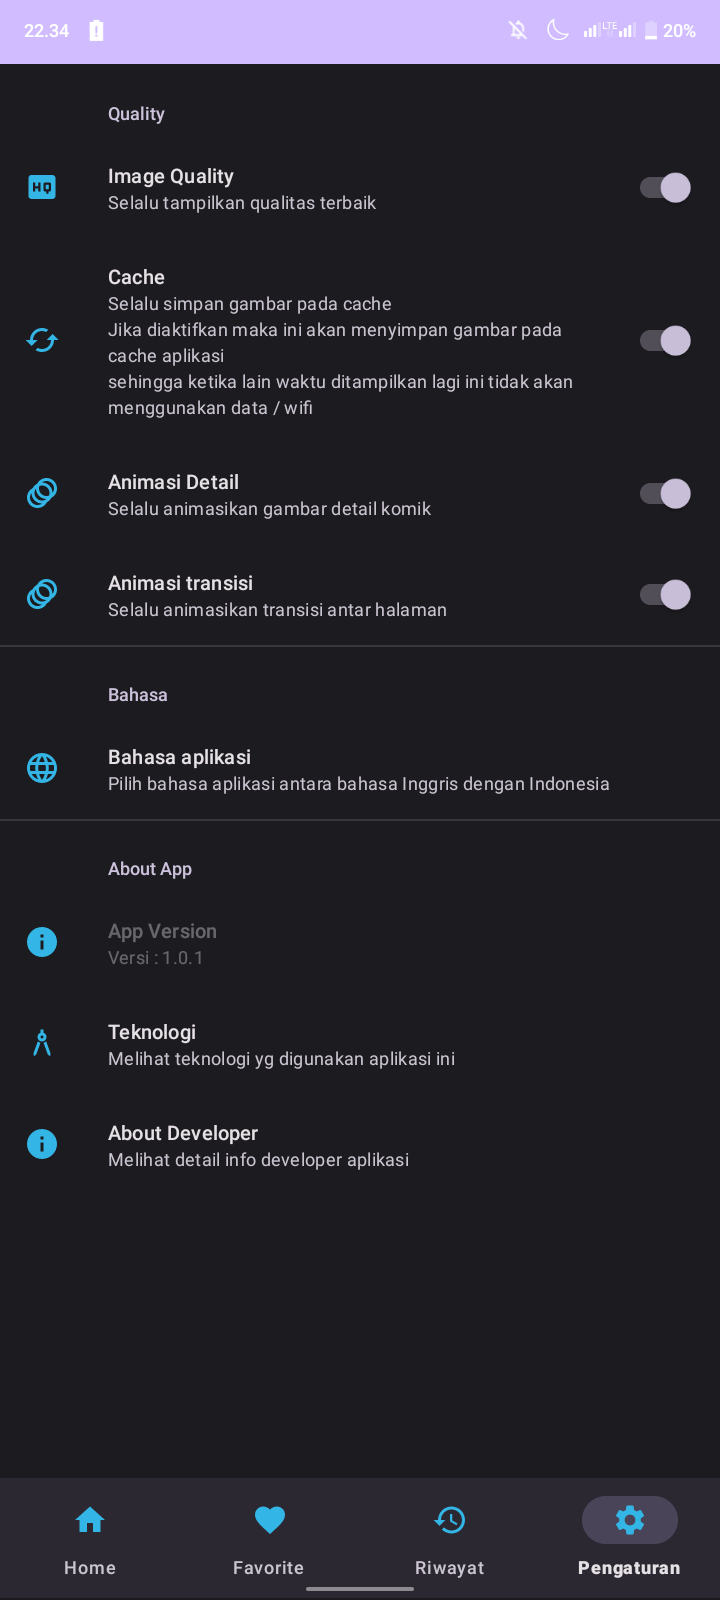 22.34
LTE
20%
Quality
HQ
Image Quality
Selalu tampilkan qualitas terbaik
Cache
Selalu simpan gambar pada cache
Jika diaktifkan maka ini akan menyimpan gambar pada
cache aplikasi
sehingga ketika lain waktu ditampilkan lagi ini tidak akan
menggunakan data / wifi
Animasi Detail
Selalu animasikan gambar detail komik
Animasi transisi
Selalu animasikan transisi antar halaman
Bahasa
Bahasa aplikasi
Pilih bahasa aplikasi antara bahasa Inggris dengan Indonesia
About App
App Version
Versi : 1.0.1
Teknologi
Melihat teknologi yg digunakan aplikasi ini
About Developer
Melihat detail info developer aplikasi
Home
Favorite
Riwayat
Pengaturan